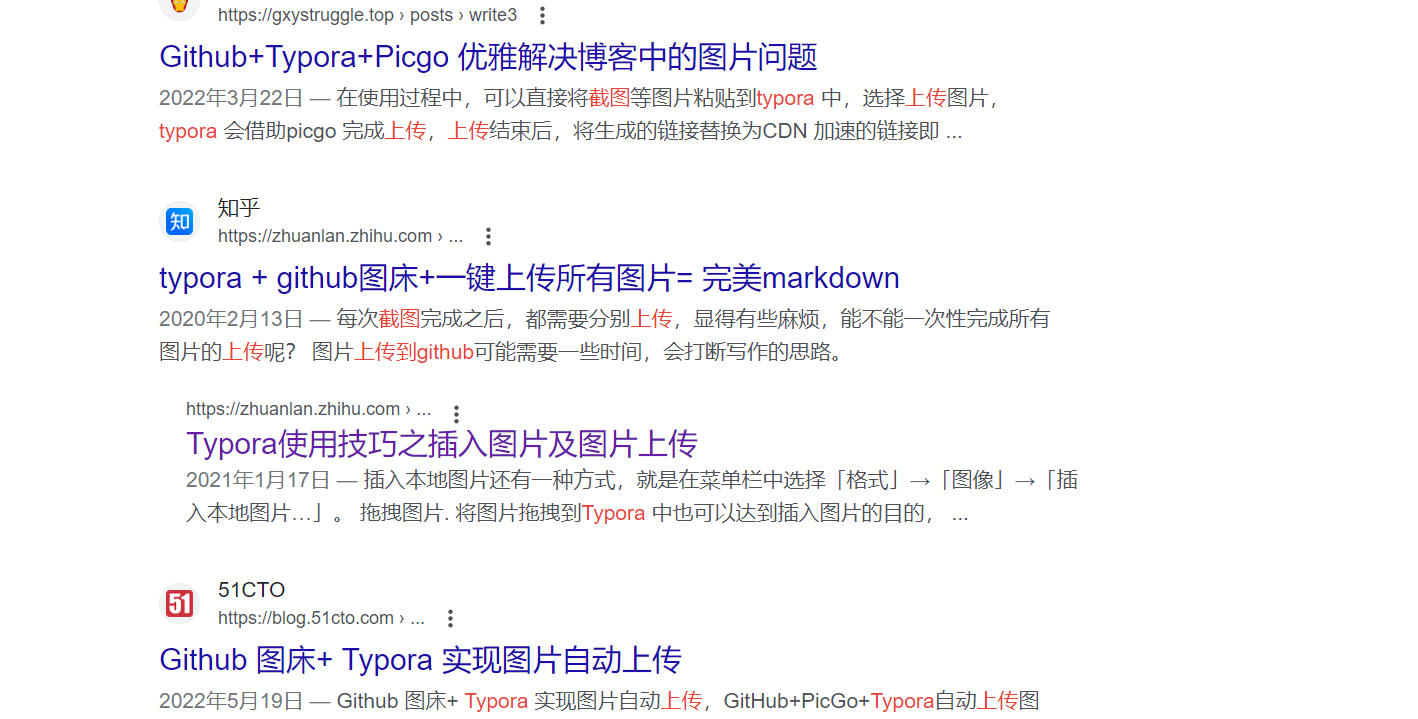 https://gxystruggle.top › posts › write3
Github+Typora+Picgo 优雅解决博客中的图片问题
2022年3月22日 — 在使用过程中，可以直接将截图等图片粘贴到typora 中，选择上传图片，
typora 会借助picgo 完成上传，上传结束后，将生成的链接替换为CDN 加速的链接即 ...
知 知乎
https://zhuanlan.zhihu.com › ...
typora + github图床+一键上传所有图片= 完美markdown
2020年2月13日 — 每次截图完成之后，都需要分别上传，显得有些麻烦，能不能一次性完成所有
图片的上传呢？ 图片上传到github可能需要一些时间，会打断写作的思路。
https://zhuanlan.zhihu.com › ...
Typora使用技巧之插入图片及图片上传
2021年1月17日 — 插入本地图片还有一种方式，就是在菜单栏中选择「格式」→「图像」→「插
入本地图片…」。 拖拽图片. 将图片拖拽到Typora 中也可以达到插入图片的目的， ...
51 51CTO
https://blog.51cto.com › ...
Github 图床+ Typora 实现图片自动上传
2022年5月19日 — Github 图床+ Typora 实现图片自动上传，GitHub+PicGo+Typora自动上传图